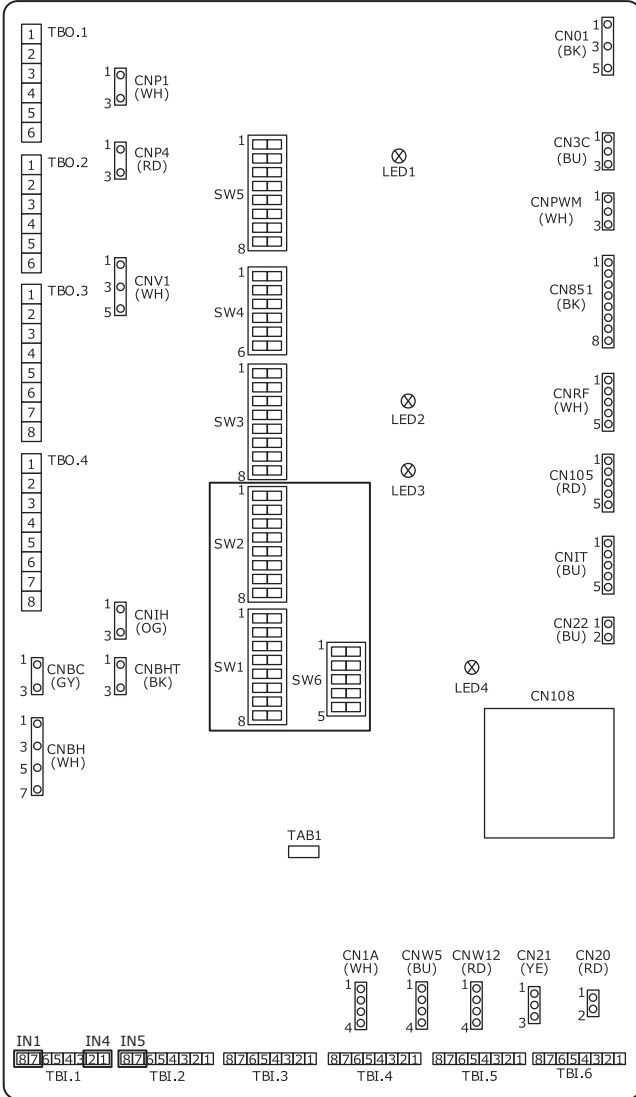 TBO.1
1
2
3
4
5
6
TBO.2
1
2
3
4
5
6
TBO.3
1
2
3
4
5
6
7
8
TBO.4
1
2
3
4
5
6
7
8
1
3
CNP1
(WH)
1
3
CNP4
(RD)
1
3
5
CNV1
(WH)
1
3
CNIH
(OG)
1
3
CNBC
(GY)
1
3
CNBHT
(BK)
1
3
5
7
CNBH
(WH)
1
SW5
8
1
SW4
6
1
SW3
8
1
SW2
8
1
SW1
8
1
SW6
5
LED1
LED2
LED3
LED4
CN01
(BK)
1
3
5
CN3C
(BU)
1
3
CNPWM
(WH)
1
3
CN851
(BK)
1
8
CNRF
(WH)
1
5
CN105
(RD)
1
5
CNIT
(BU)
1
5
CN22
(BU)
1
2
CN108
TAB1
CN1A
(WH)
1
4
CNW5
(BU)
1
4
CNW12
(RD)
1
4
CN21
(YE)
1
3
CN20
(RD)
1
2
IN1 IN4 IN5
8 7 6 5 4 3 2 1 8 7 6 5 4 3 2 1 8 7 6 5 4 3 2 1 8 7 6 5 4 3 2 1 8 7 6 5 4 3 2 1 8 7 6 5 4 3 2 1
TBI.1 TBI.2 TBI.3 TBI.4 TBI.5 TBI.6